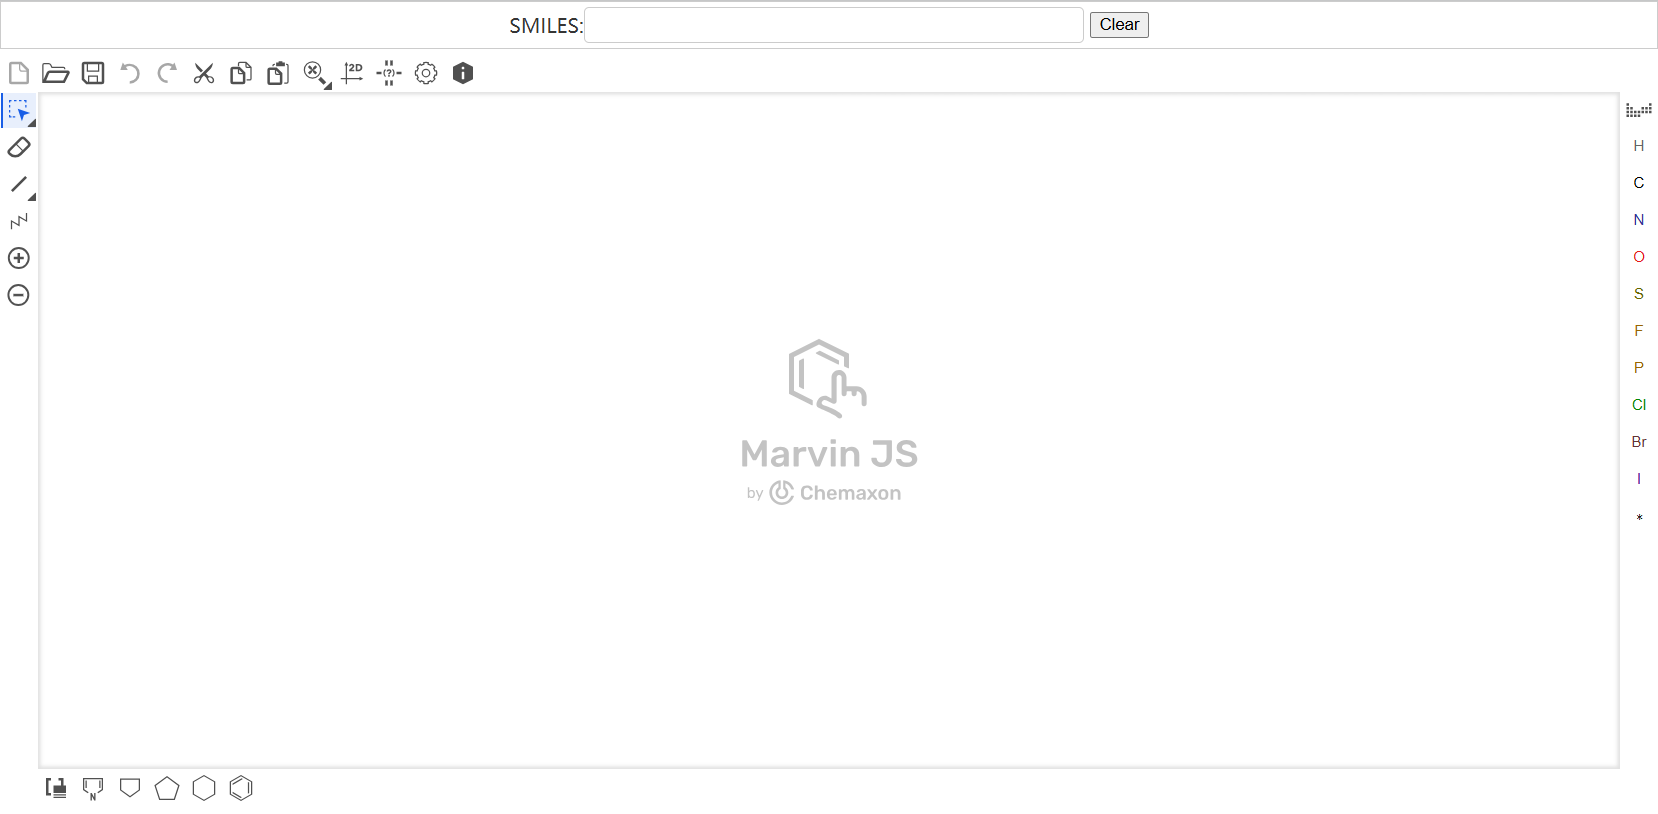 SMILES: Clear
2D
(?)
H
C
N
O
S
F
P
Cl
Br
I
*
Marvin JS
by Chemaxon
N